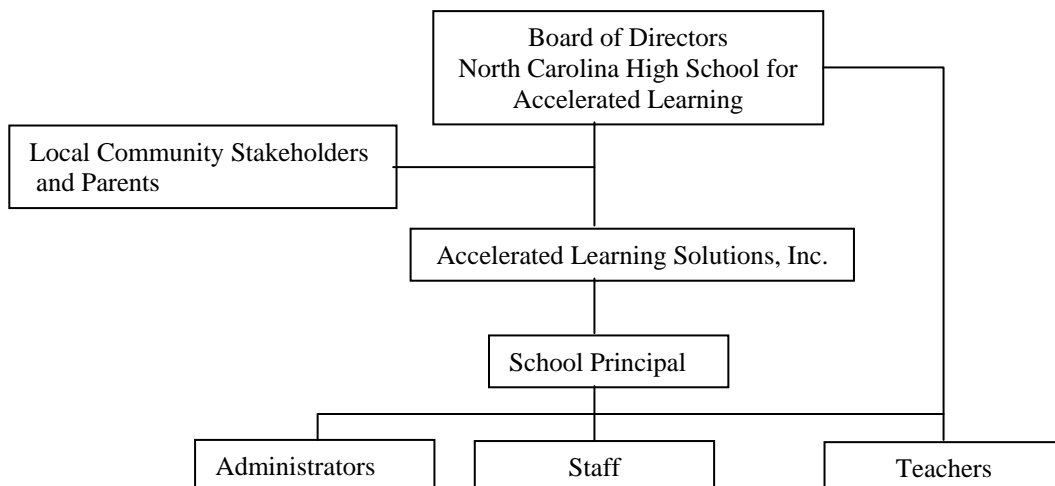 Board of Directors
North Carolina High School for
Accelerated Learning
Local Community Stakeholders
and Parents
Accelerated Learning Solutions, Inc.
School Principal
Administrators
Staff
Teachers